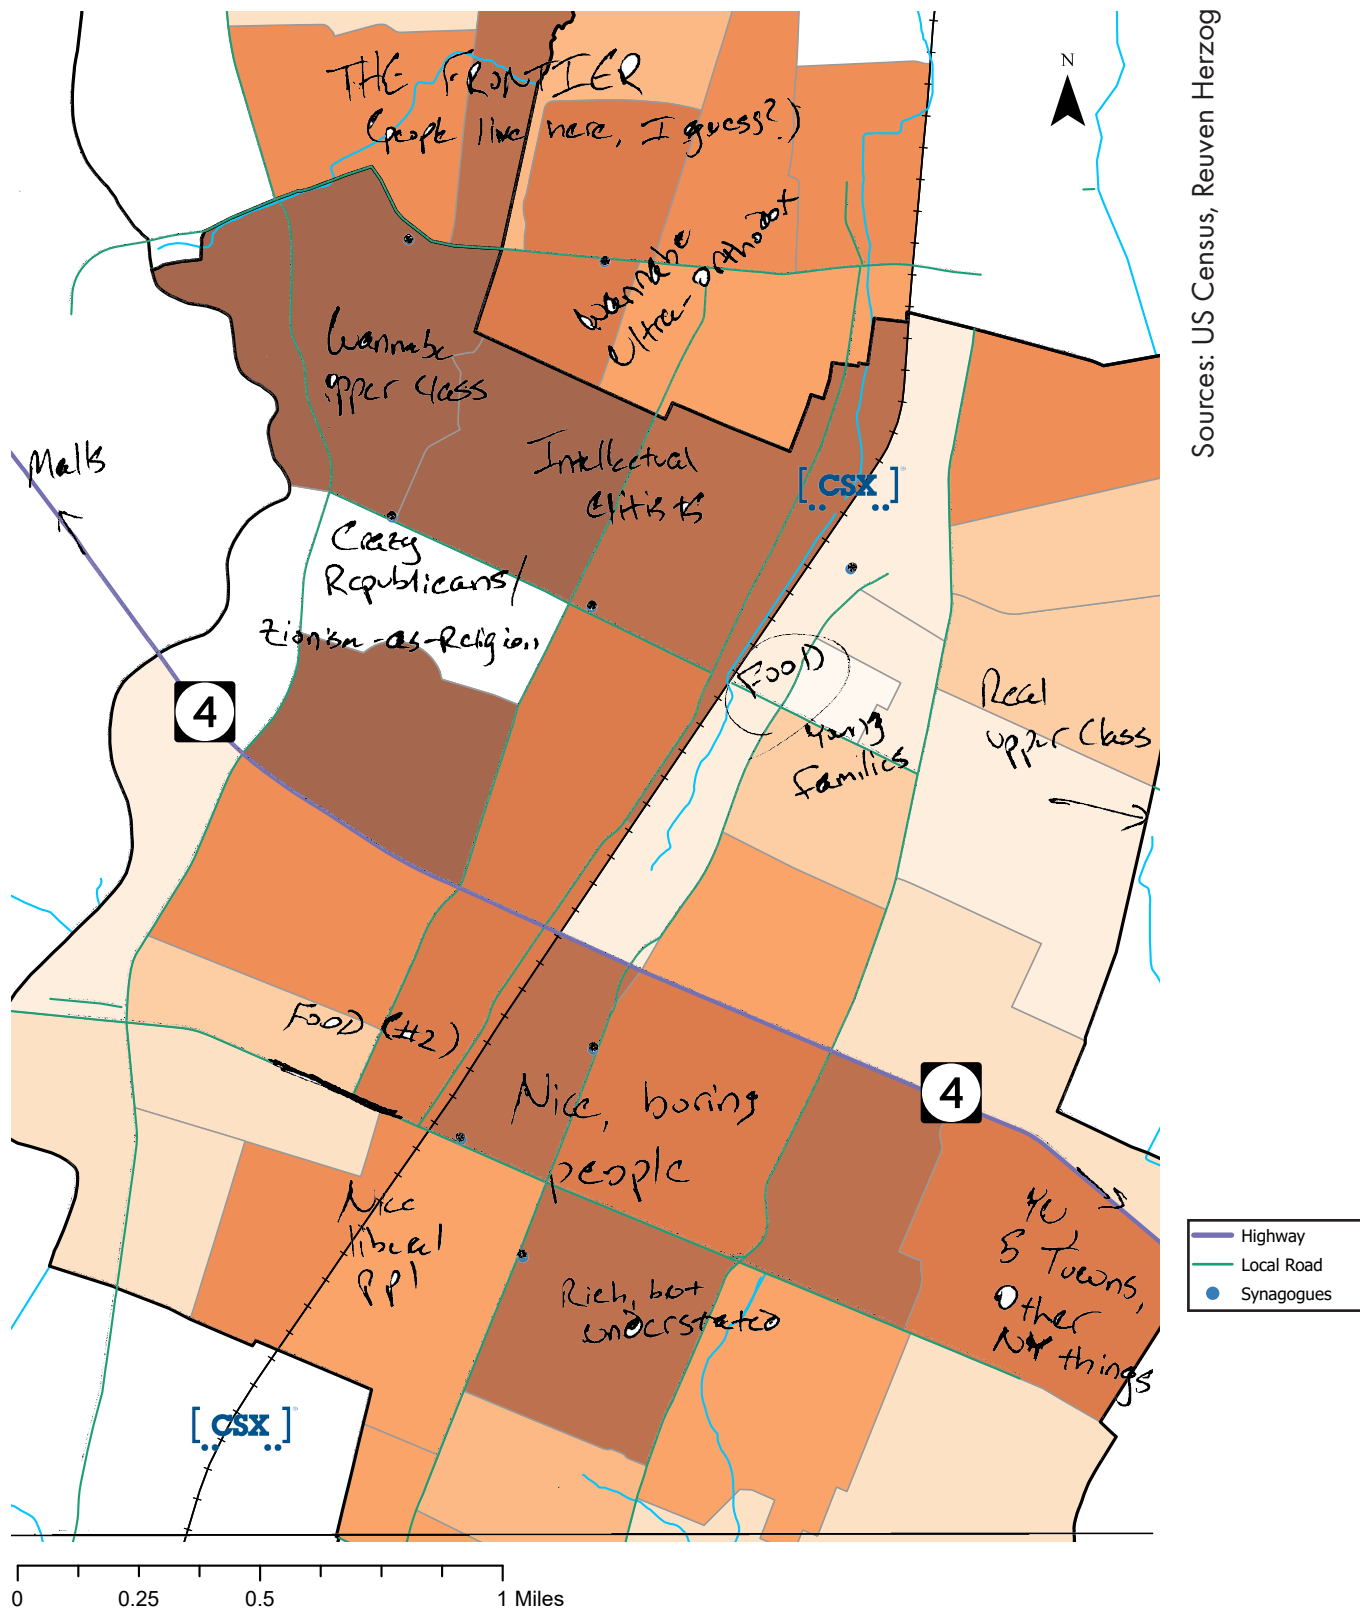 THE FRONTIER
(people live here, I guess?)
N
Sources: US Census, Reuven Herzog
Wannabe
Ultra-Orthodox
Wannabe
Upper Class
Malls
Intellectual
Elitists
CSX
Crazy
Republicans/
Zionism-as-Religion
FOOD
Young
Families
Real
Upper Class
4
FOOD (#2)
4
Nice, boring
people
Nice
liberal
ppl
YU
5 Towns,
Other
NY things
Rich, but
understated
Highway
Local Road
Synagogues
CSX
0 0.25 0.5 1 Miles